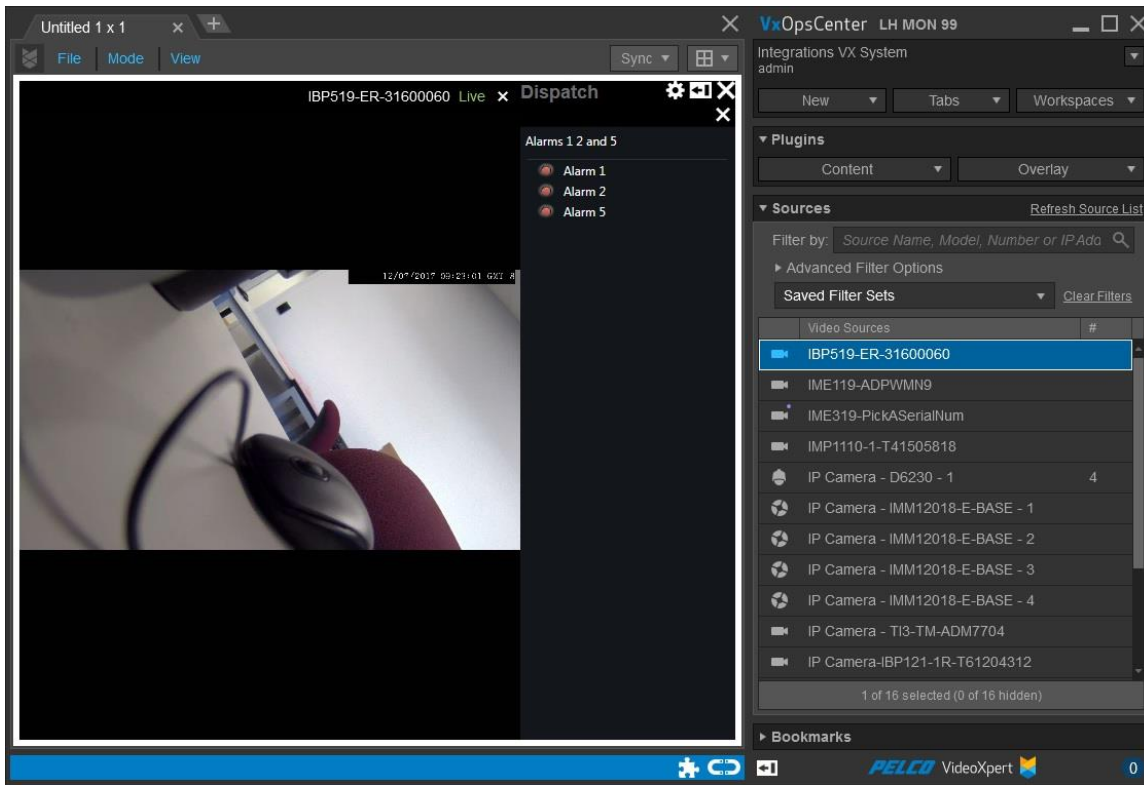 Untitled 1 x 1
File Mode View Sync
IBP519-ER-31600060 Live
Dispatch
Alarms 1 2 and 5
Alarm 1
Alarm 2
Alarm 5
VxOpsCenter LH MON 99
Integrations VX System
admin
New Tabs Workspaces
Plugins
Content Overlay
Sources Refresh Source List
Filter by: Source Name, Model, Number or IP Add
Advanced Filter Options
Saved Filter Sets Clear Filters
Video Sources #
IBP519-ER-31600060
IME119-ADPWMN9
IME319-PickASerialNum
IMP1110-1-T41505818
IP Camera - D6230 - 1 4
IP Camera - IMM12018-E-BASE - 1
IP Camera - IMM12018-E-BASE - 2
IP Camera - IMM12018-E-BASE - 3
IP Camera - IMM12018-E-BASE - 4
IP Camera - TI3-TM-ADM7704
IP Camera-IBP121-1R-T61204312
1 of 16 selected (0 of 16 hidden)
Bookmarks
PELCO VideoXpert 0